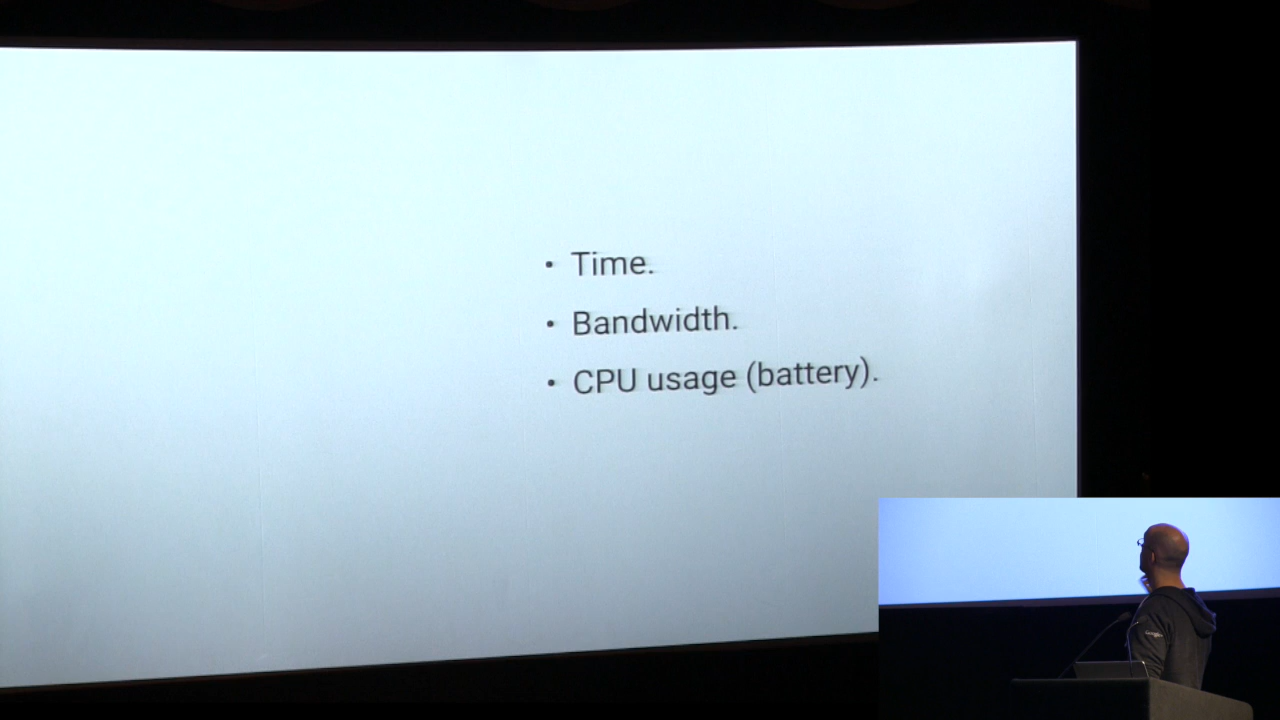 • Time.
• Bandwidth.
• CPU usage (battery).